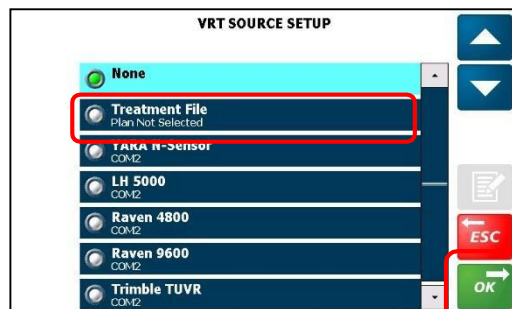 VRT SOURCE SETUP
None
Treatment File
Plan Not Selected
YARA N-Sensor
COM2
LH 5000
COM2
Raven 4800
COM2
Raven 9600
COM2
Trimble TUVR
COM2
ESC
OK